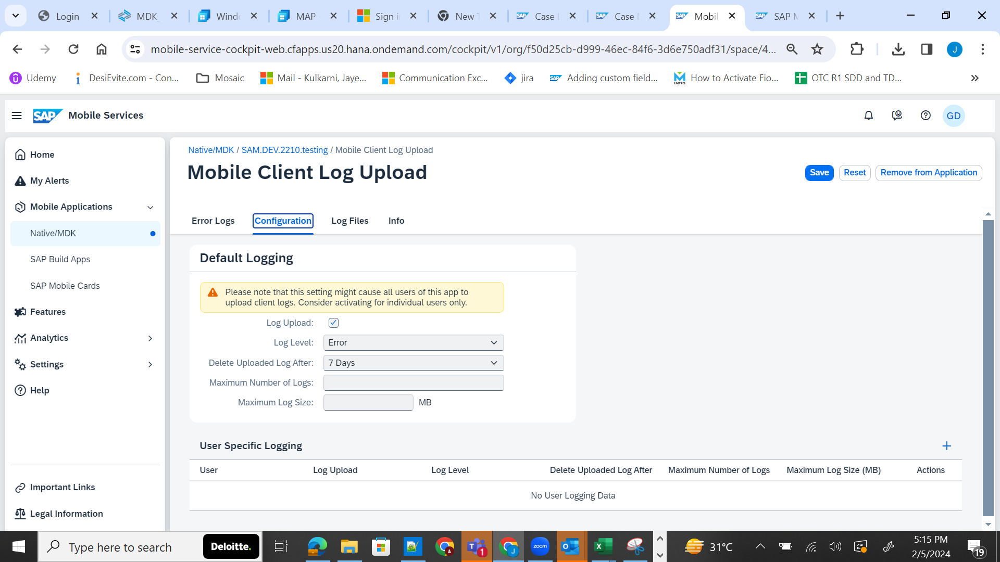 Login
MDK_
Windo
MAP -
Sign in
New T
Case L
Case M
Mobil
SAP M
mobile-service-cockpit-web.cfapps.us20.hana.ondemand.com/cockpit/v1/org/f50d25cb-d999-46ec-84f6-3d6e750adf31/space/4...
J
Udemy
DesiEvite.com - Con...
Mosaic
Mail - Kulkarni, Jaye...
Communication Exc...
jira
Adding custom field...
How to Activate Fio...
OTC R1 SDD and TD...
SAP Mobile Services
GD
Home
My Alerts
Mobile Applications
Native/MDK
SAP Build Apps
SAP Mobile Cards
Features
Analytics
Settings
Help
Important Links
Legal Information
Native/MDK / SAM.DEV.2210.testing / Mobile Client Log Upload
Mobile Client Log Upload
Save
Reset
Remove from Application
Error Logs
Configuration
Log Files
Info
Default Logging
Please note that this setting might cause all users of this app to
upload client logs. Consider activating for individual users only.
Log Upload:
Log Level: Error
Delete Uploaded Log After: 7 Days
Maximum Number of Logs:
Maximum Log Size: MB
User Specific Logging
User Log Upload Log Level Delete Uploaded Log After Maximum Number of Logs Maximum Log Size (MB) Actions
No User Logging Data
Type here to search
Deloitte.
1
J
zoom
31°C
5:15 PM
2/5/2024
19